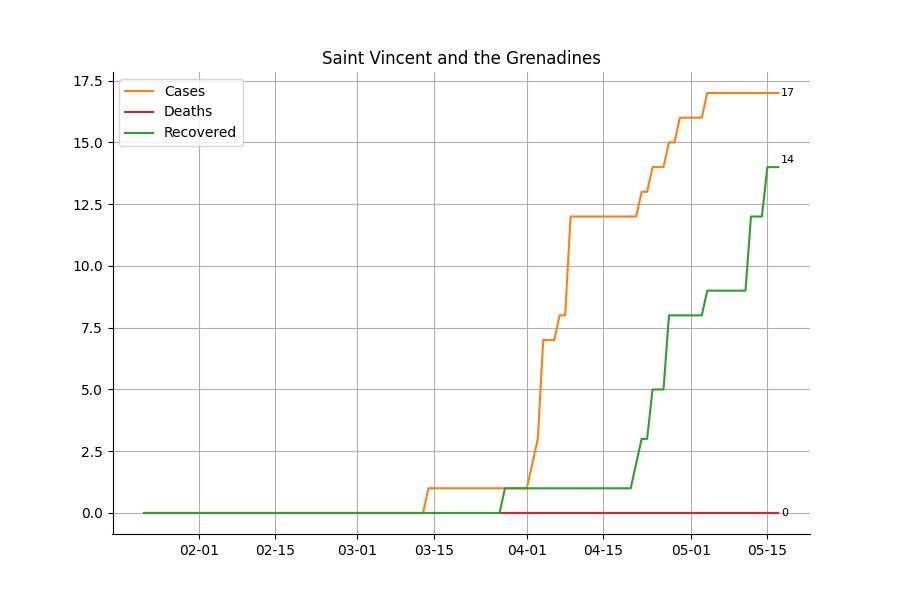 Saint Vincent and the Grenadines
17.5
15.0
12.5
10.0
7.5
5.0
2.5
0.0
Cases
Deaths
Recovered
17
14
0
02-01 02-15 03-01 03-15 04-01 04-15 05-01 05-15